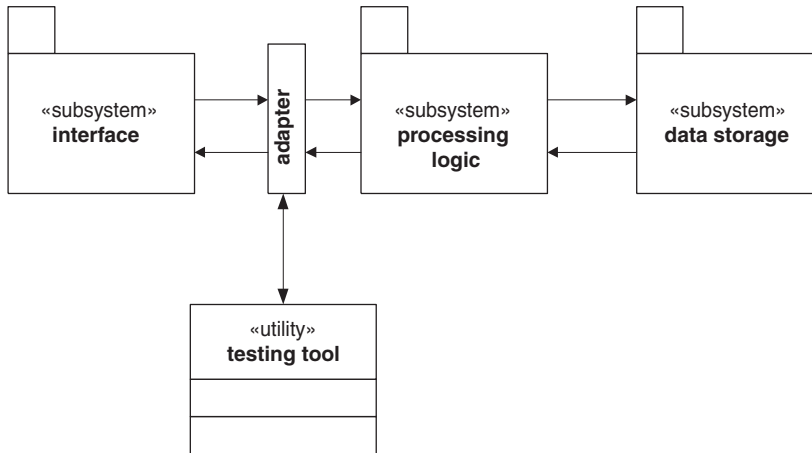 «subsystem»
interface
adapter
«subsystem»
processing
logic
«subsystem»
data storage
«utility»
testing tool